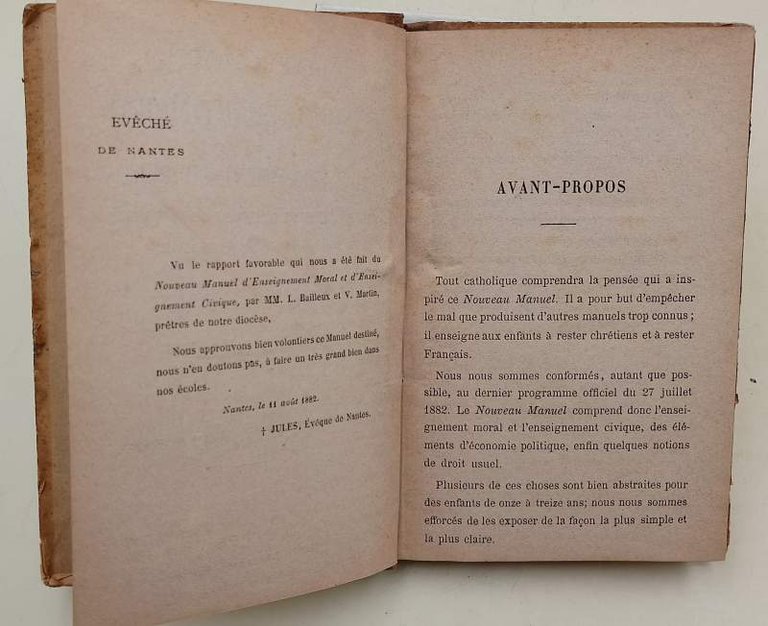 EVÊCHÉ
DE NANTES
Vu le rapport favorable qui nous a été fait du
Nouveau Manuel d'Enseignement Moral et d'Ensei-
gnement Civique, par MM. L. Bailleux et V. Martin,
prêtres de notre diocèse,
Nous approuvons bien volontiers ce Manuel destiné,
nous n'en doutons pas, à faire un très grand bien dans
nos écoles.
Nantes, le 11 août 1882.
† JULES, Évêque de Nantes.
AVANT-PROPOS
Tout catholique comprendra la pensée qui a ins-
piré ce Nouveau Manuel. Il a pour but d'empêcher
le mal que produisent d'autres manuels trop connus ;
il enseigne aux enfants à rester chrétiens et à rester
Français.
Nous nous sommes conformés, autant que pos-
sible, au dernier programme officiel du 27 juillet
1882. Le Nouveau Manuel comprend donc l'ensei-
gnement moral et l'enseignement civique, des élé-
ments d'économie politique, enfin quelques notions
de droit usuel.
Plusieurs de ces choses sont bien abstraites pour
des enfants de onze à treize ans; nous nous sommes
efforcés de les exposer de la façon la plus simple et
la plus claire.